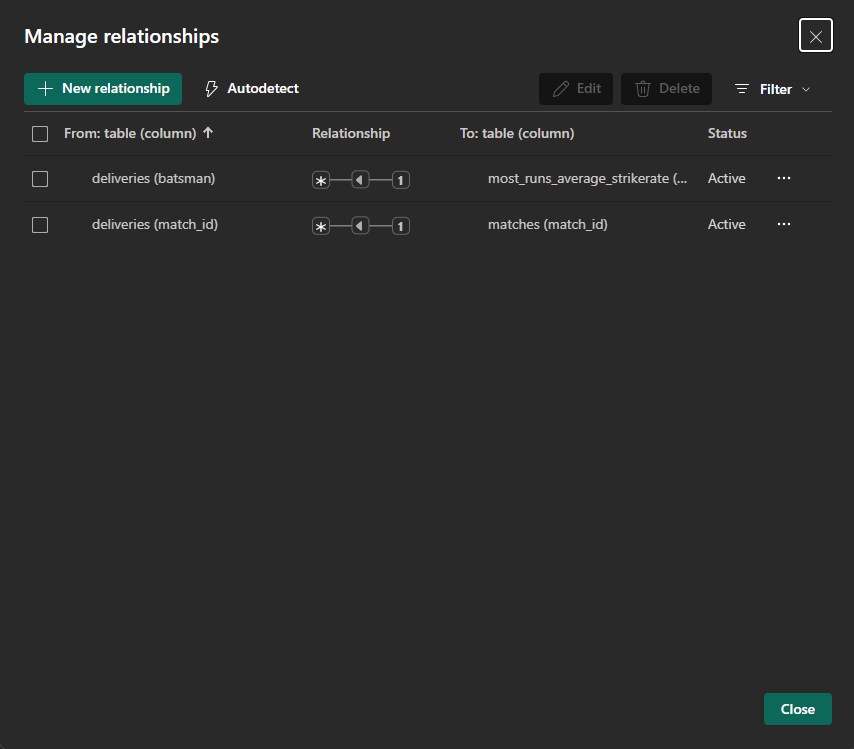 Manage relationships
New relationship Autodetect Edit Delete Filter
From: table (column) Relationship To: table (column) Status
deliveries (batsman) * 1 most_runs_average_strikerate (... Active
deliveries (match_id) * 1 matches (match_id) Active
Close